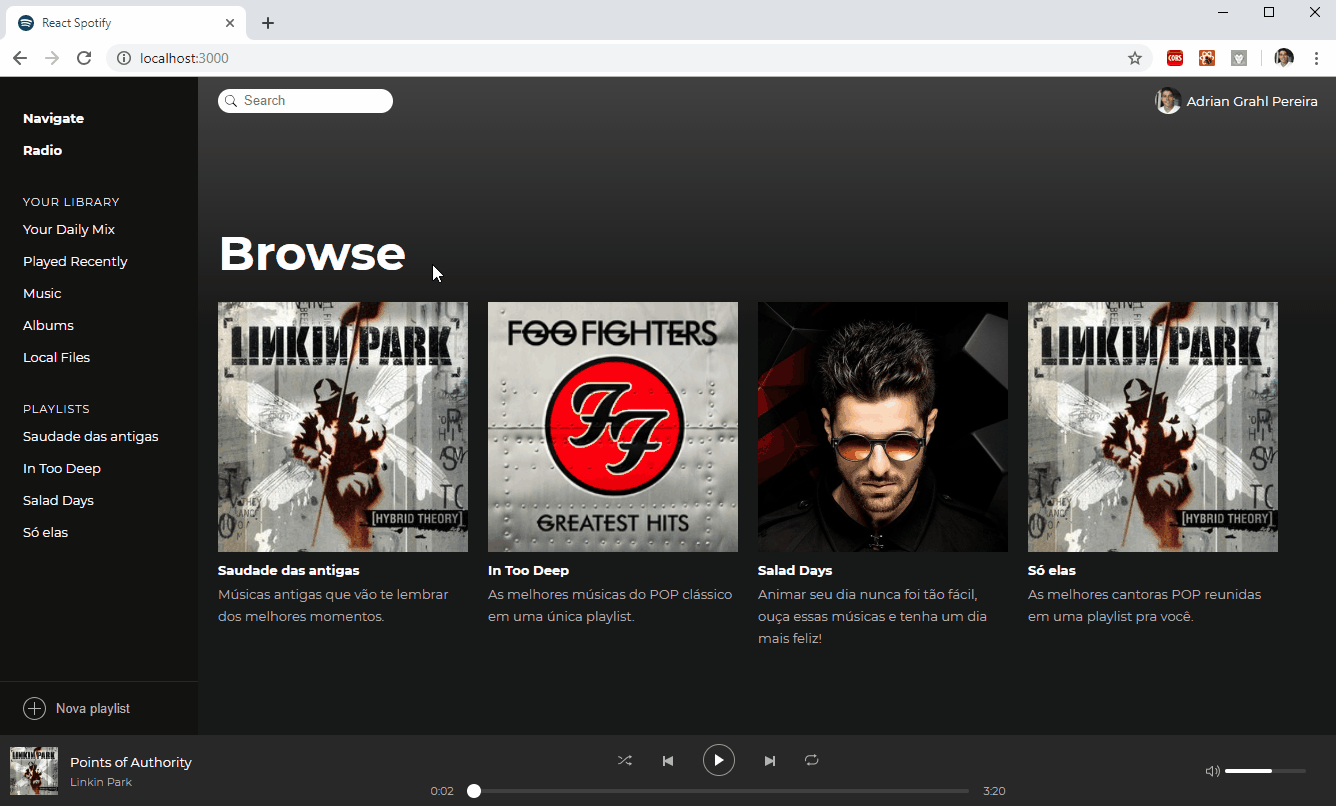 React Spotify
localhost:3000
CORS
Search
Adrian Grahl Pereira
Navigate
Radio
YOUR LIBRARY
Your Daily Mix
Played Recently
Music
Albums
Local Files
PLAYLISTS
Saudade das antigas
In Too Deep
Salad Days
Só elas
Nova playlist
Browse
LINKIN PARK
[HYBRID THEORY]
FOO FIGHTERS
FF
GREATEST HITS
LINKIN PARK
[HYBRID THEORY]
Saudade das antigas
Músicas antigas que vão te lembrar
dos melhores momentos.
In Too Deep
As melhores músicas do POP clássico
em uma única playlist.
Salad Days
Animar seu dia nunca foi tão fácil,
ouça essas músicas e tenha um dia
mais feliz!
Só elas
As melhores cantoras POP reunidas
em uma playlist pra você.
LINKIN PARK
Points of Authority
Linkin Park
0:02
3:20